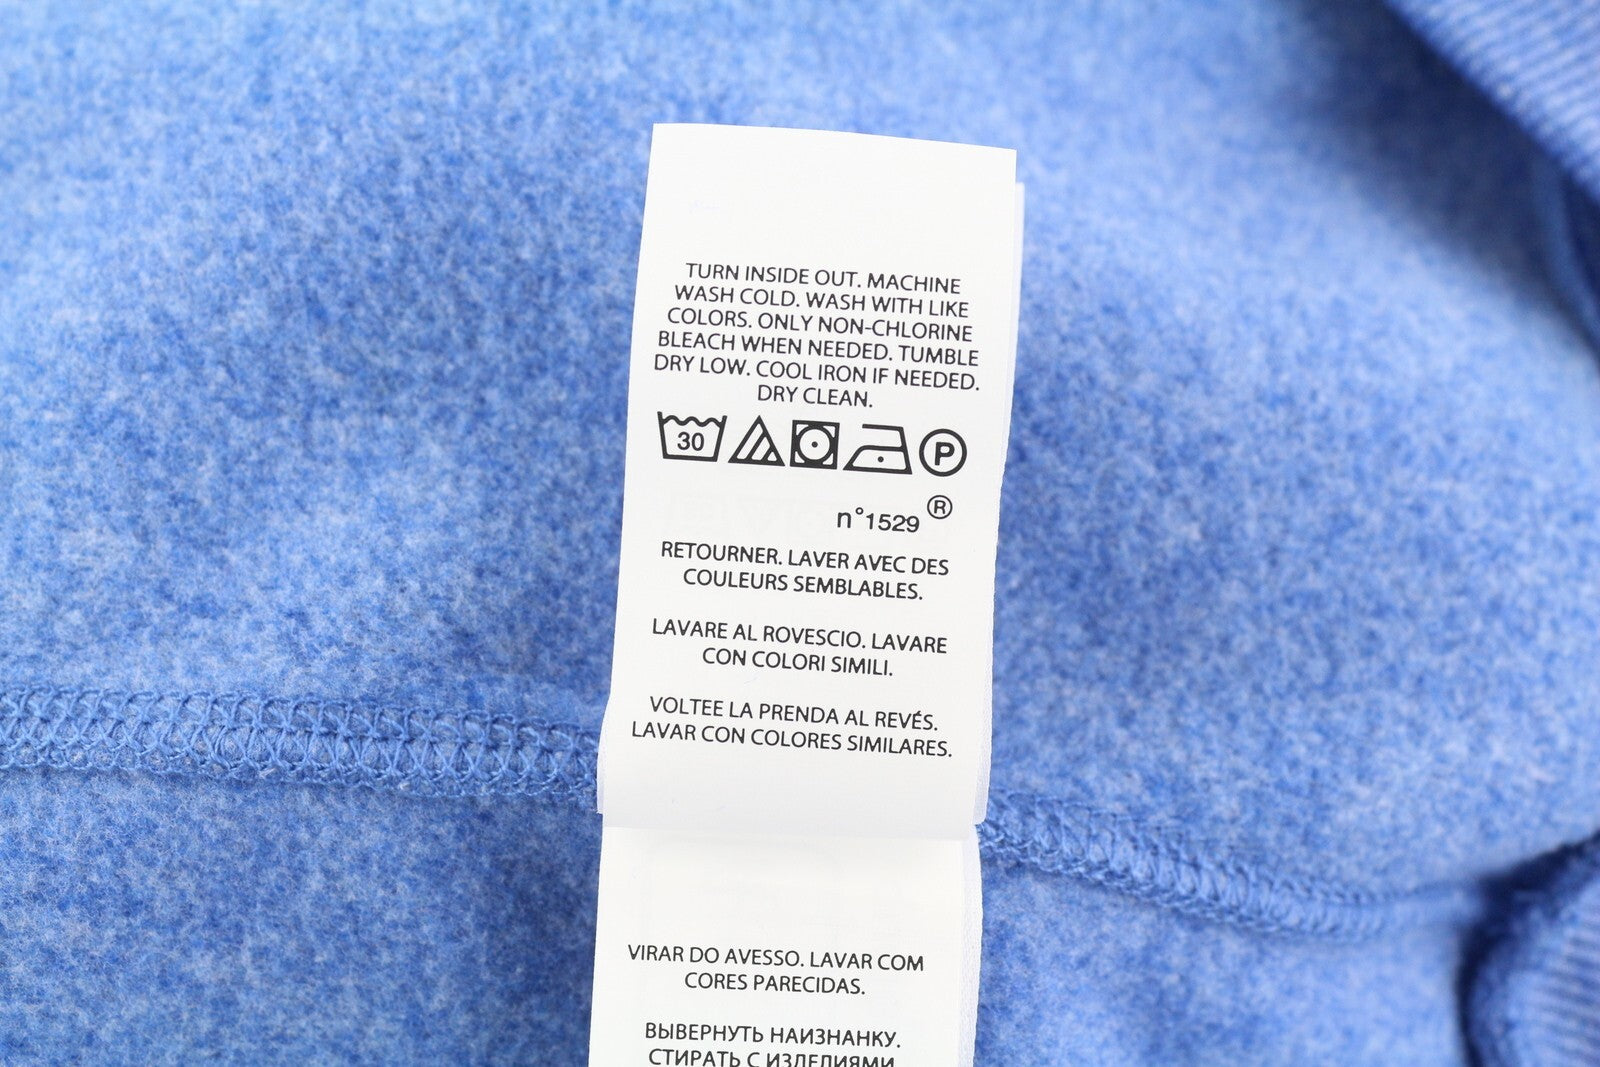 TURN INSIDE OUT. MACHINE
WASH COLD. WASH WITH LIKE
COLORS. ONLY NON-CHLORINE
BLEACH WHEN NEEDED. TUMBLE
DRY LOW. COOL IRON IF NEEDED.
DRY CLEAN.
30 P
n°1529 ®
RETOURNER. LAVER AVEC DES
COULEURS SEMBLABLES.
LAVARE AL ROVESCIO. LAVARE
CON COLORI SIMILI.
VOLTEE LA PRENDA AL REVÉS.
LAVAR CON COLORES SIMILARES.
VIRAR DO AVESSO. LAVAR COM
CORES PARECIDAS.
ВЫВЕРНУТЬ НАИЗНАНКУ.
СТИРАТЬ С ИЗДЕЛИЯМИ